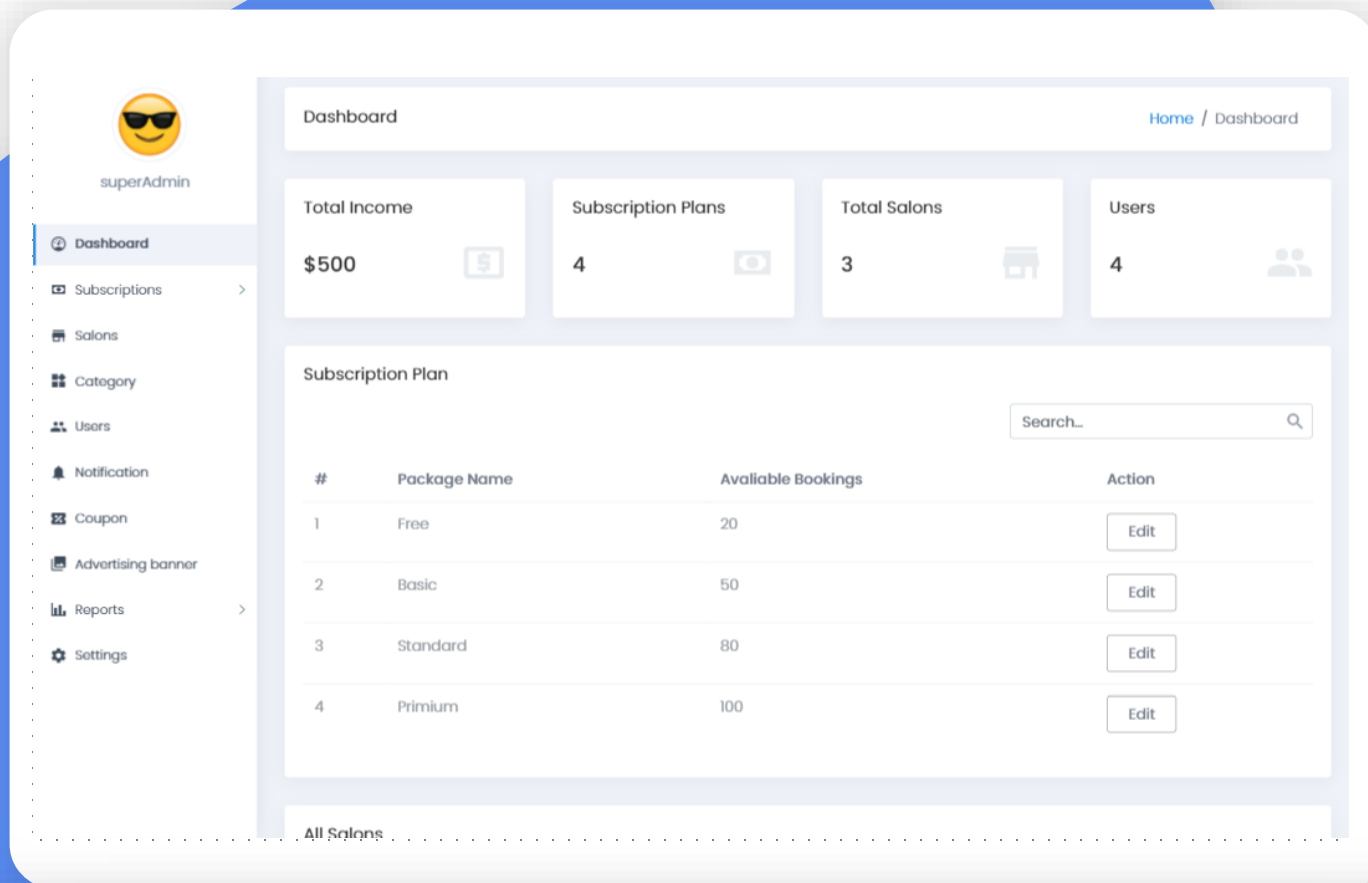 superAdmin
Dashboard
Subscriptions
Salons
Category
Users
Notification
Coupon
Advertising banner
Reports
Settings
Dashboard
Home / Dashboard
Total Income
$500
Subscription Plans
4
Total Salons
3
Users
4
Subscription Plan
Search...
# Package Name Avaliable Bookings Action
1 Free 20 Edit
2 Basic 50 Edit
3 Standard 80 Edit
4 Primium 100 Edit
All Salons